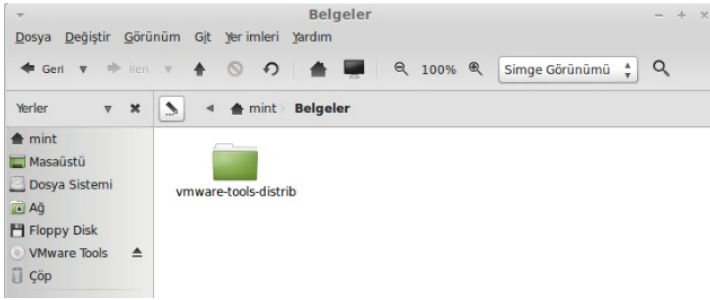 Belgeler
Dosya Değiştir Görünüm Git Yer imleri Yardım
Geri İleri 100% Simge Görünümü
Yerler mint Belgeler
mint
Masaüstü
Dosya Sistemi
Ağ
Floppy Disk
VMware Tools
Çöp
vmware-tools-distrib